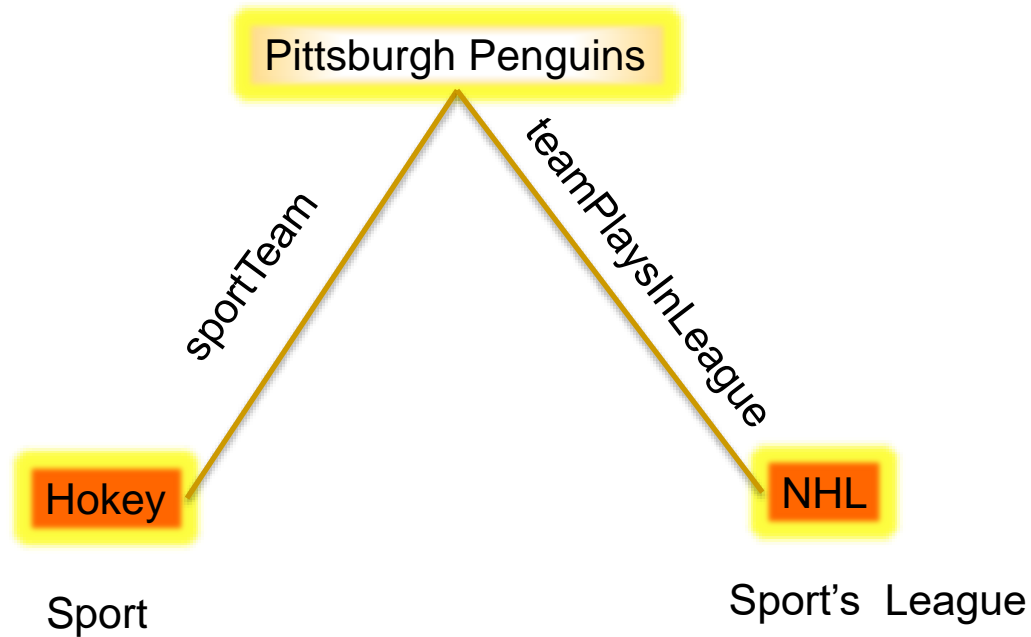 Pittsburgh Penguins
sportTeam
teamPlaysInLeague
Hokey
NHL
Sport
Sport's League